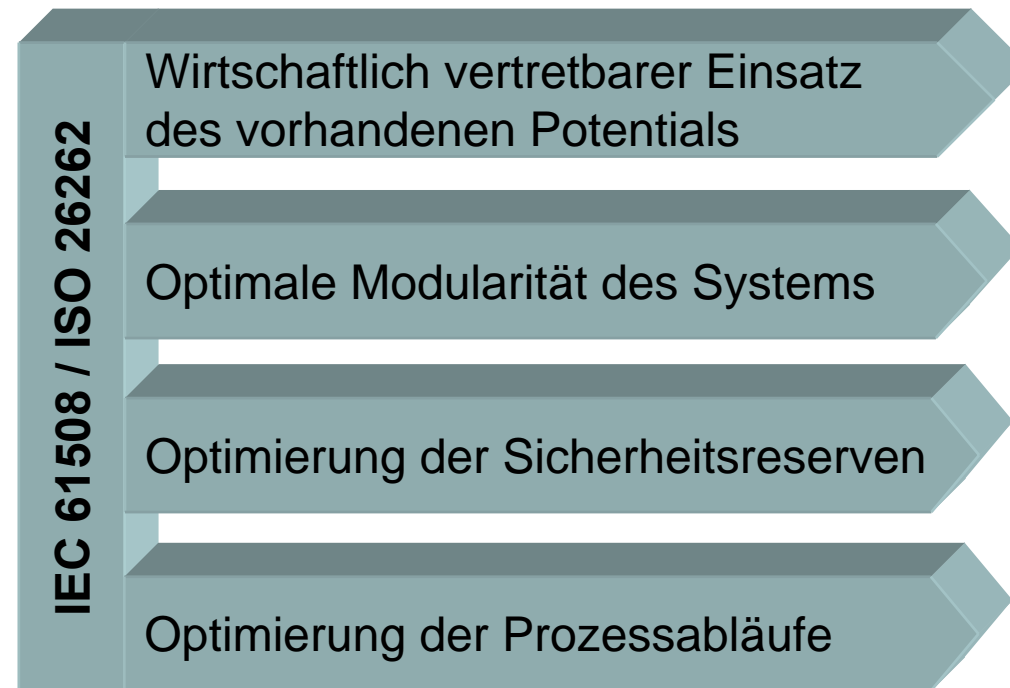 IEC 61508 / ISO 26262
Wirtschaftlich vertretbarer Einsatz
des vorhandenen Potentials
Optimale Modularität des Systems
Optimierung der Sicherheitsreserven
Optimierung der Prozessabläufe